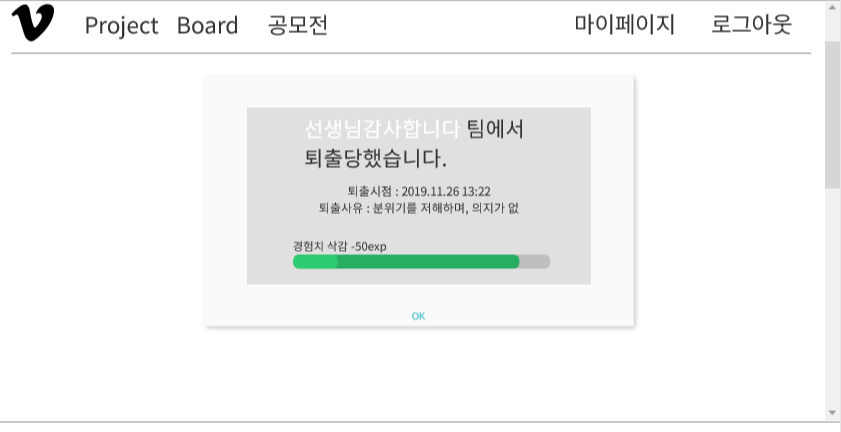 Project Board 공모전 마이페이지 로그아웃
선생님감사합니다 팀에서
퇴출당했습니다.
퇴출시점 : 2019.11.26 13:22
퇴출사유 : 분위기를 저해하며, 의지가 없
경험치 삭감 -50exp
OK